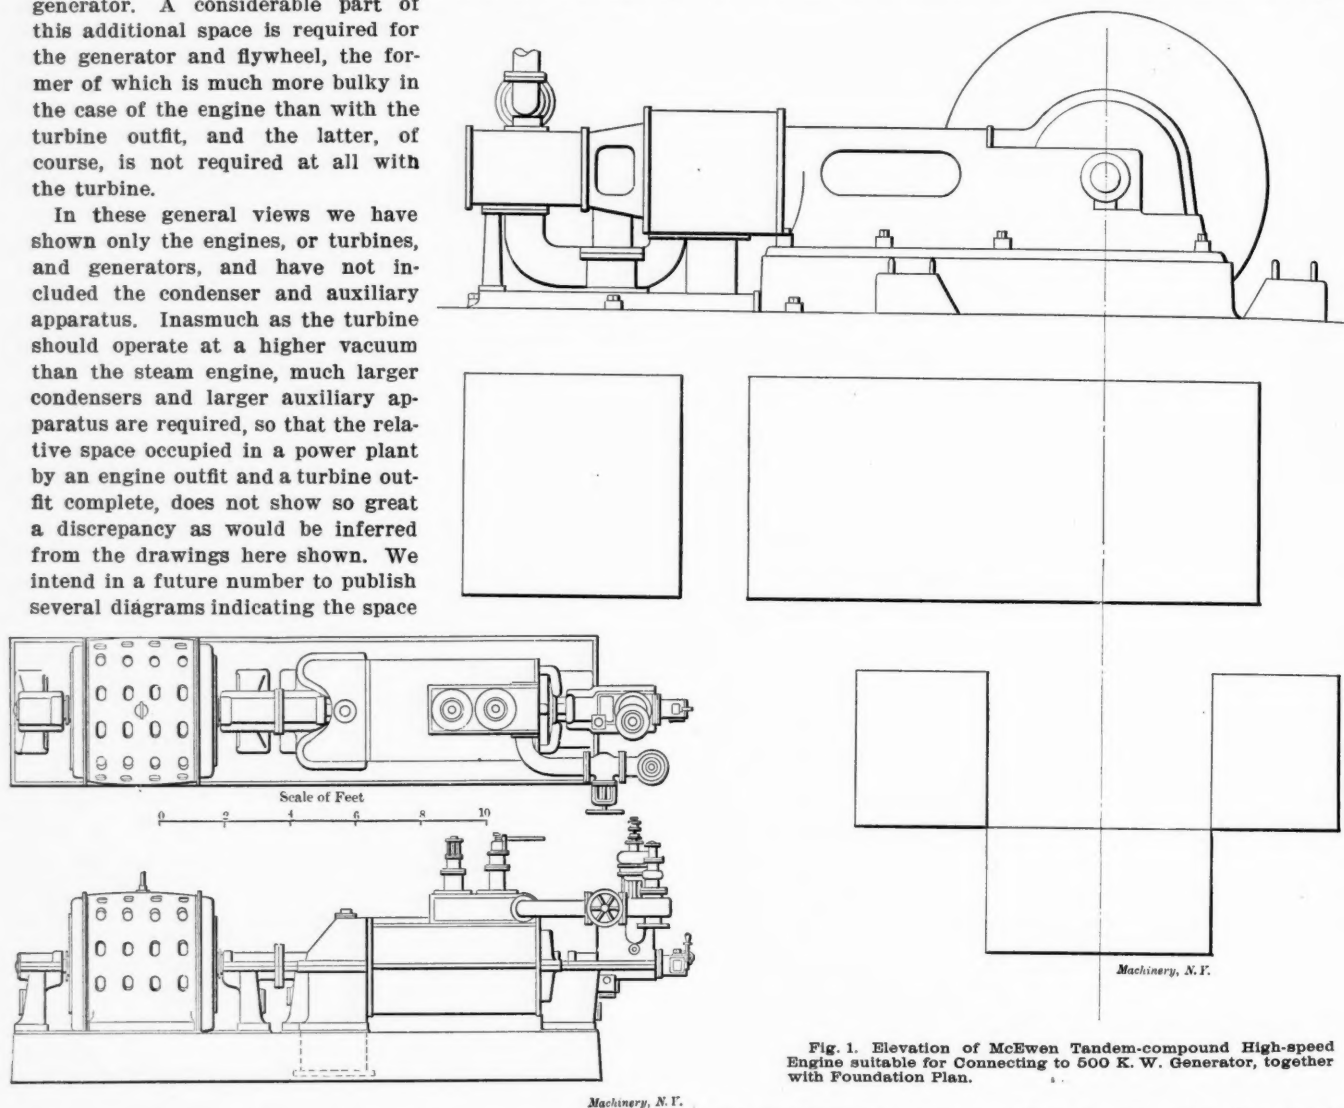 generator. A considerable part of
this additional space is required for
the generator and flywheel, the for-
mer of which is much more bulky in
the case of the engine than with the
turbine outfit, and the latter, of
course, is not required at all with
the turbine.
In these general views we have
shown only the engines, or turbines,
and generators, and have not in-
cluded the condenser and auxiliary
apparatus. Inasmuch as the turbine
should operate at a higher vacuum
than the steam engine, much larger
condensers and larger auxiliary ap-
paratus are required, so that the rela-
tive space occupied in a power plant
by an engine outfit and a turbine out-
fit complete, does not show so great
a discrepancy as would be inferred
from the drawings here shown. We
intend in a future number to publish
several diagrams indicating the space
Scale of Feet
0 2 4 6 8 10
Machinery, N.Y.
Machinery, N.Y.
Fig. 1. Elevation of McEwen Tandem-compound High-speed
Engine suitable for Connecting to 500 K. W. Generator, together
with Foundation Plan.